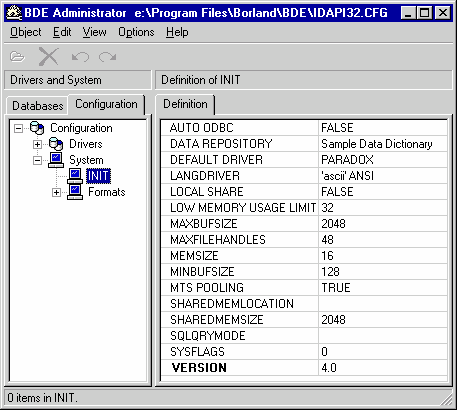 BDE Administrator e:\Program Files\Borland\BDE\IDAPI32.CFG
Object Edit View Options Help
Drivers and System Definition of INIT
Databases Configuration Definition
Configuration
Drivers
System
INIT
Formats
AUTO ODBC FALSE
DATA REPOSITORY Sample Data Dictionary
DEFAULT DRIVER PARADOX
LANGDRIVER 'ascii' ANSI
LOCAL SHARE FALSE
LOW MEMORY USAGE LIMIT 32
MAXBUFSIZE 2048
MAXFILEHANDLES 48
MEMSIZE 16
MINBUFSIZE 128
MTS POOLING TRUE
SHAREDMEMLOCATION
SHAREDMEMSIZE 2048
SQLQRYMODE
SYSFLAGS 0
VERSION 4.0
0 items in INIT.